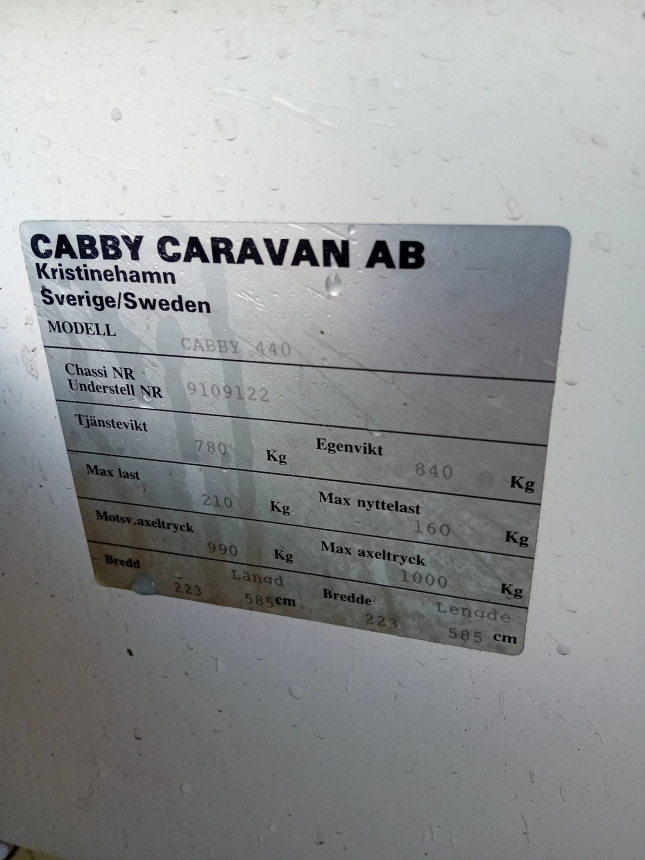 CABBY CARAVAN AB
Kristinehamn
Sverige/Sweden
MODELL CABBY 440
Chassi NR
Understell NR 9109122
Tjänstevikt 780 Kg Egenvikt 840 Kg
Max last 210 Kg Max nyttelast 160 Kg
Motsv.axeltryck 990 Kg Max axeltryck 1000 Kg
Bredd Längd Bredde Lengde
223 585 cm 223 585 cm